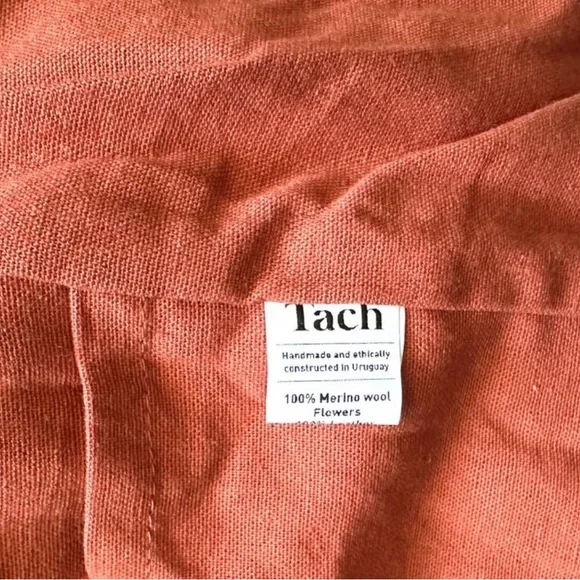 Tach
Handmade and ethically
constructed in Uruguay
100% Merino wool
Flowers